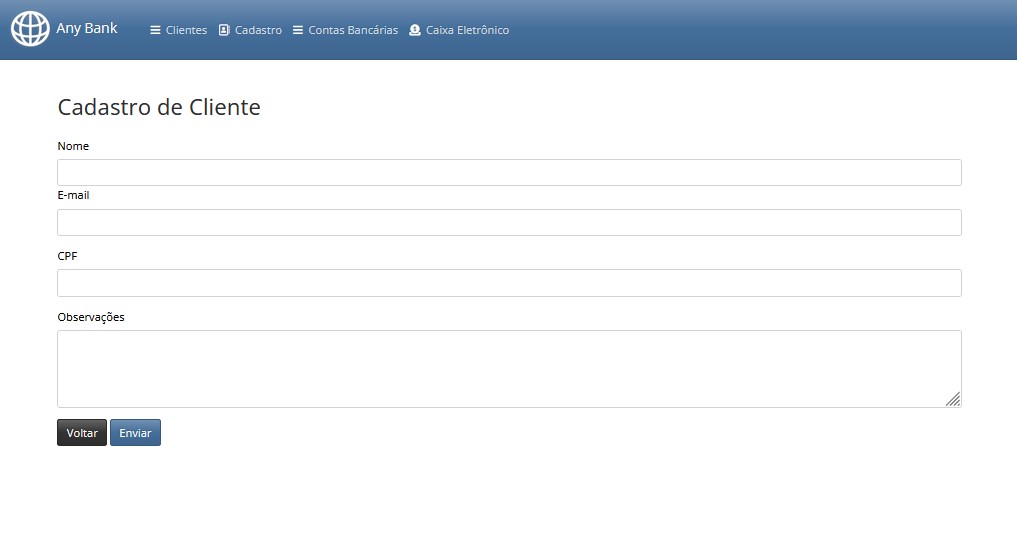 Any Bank Clientes Cadastro Contas Bancárias Caixa Eletrônico
Cadastro de Cliente
Nome
E-mail
CPF
Observações
Voltar Enviar